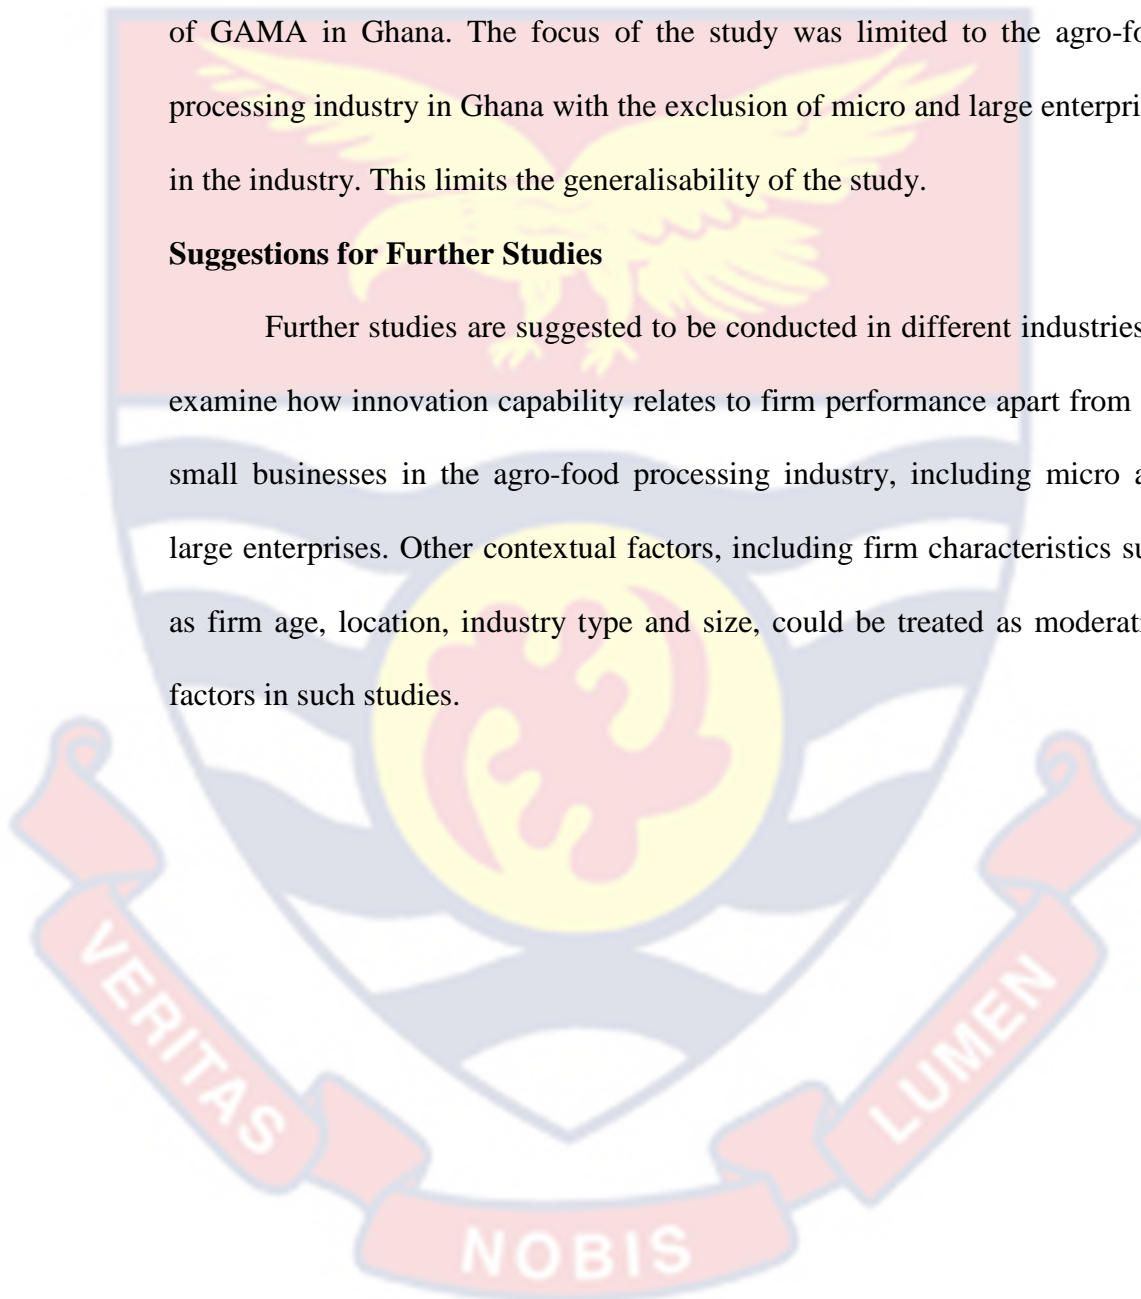 of GAMA in Ghana. The focus of the study was limited to the agro-fo
processing industry in Ghana with the exclusion of micro and large enterpri
in the industry. This limits the generalisability of the study.
Suggestions for Further Studies
Further studies are suggested to be conducted in different industries
examine how innovation capability relates to firm performance apart from
small businesses in the agro-food processing industry, including micro a
large enterprises. Other contextual factors, including firm characteristics su
as firm age, location, industry type and size, could be treated as moderati
factors in such studies.
VERITAS
NOBIS
LUMEN